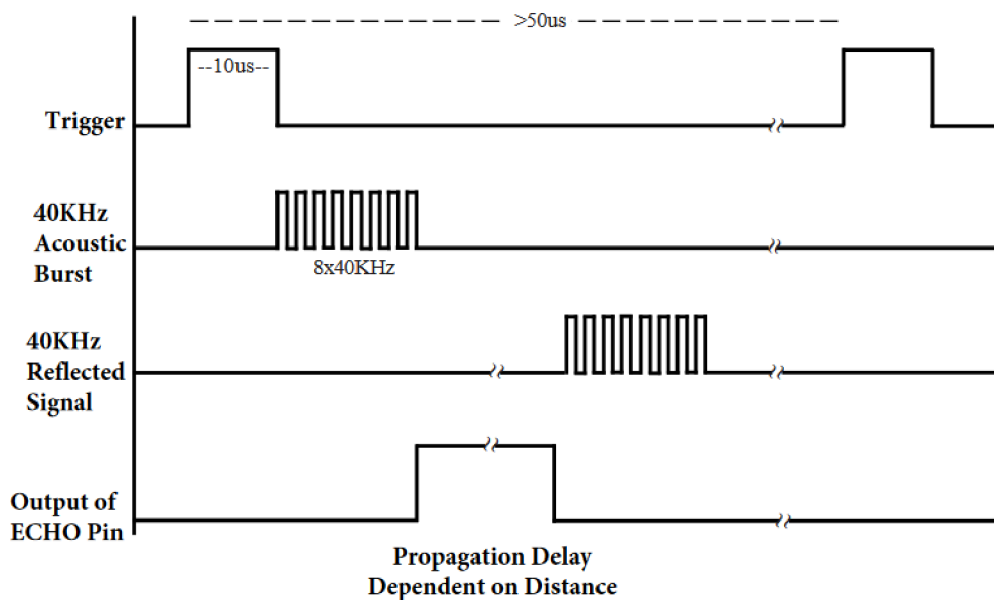 >50us
--10us--
Trigger
40KHz
Acoustic
Burst
8x40KHz
40KHz
Reflected
Signal
Output of
ECHO Pin
Propagation Delay
Dependent on Distance